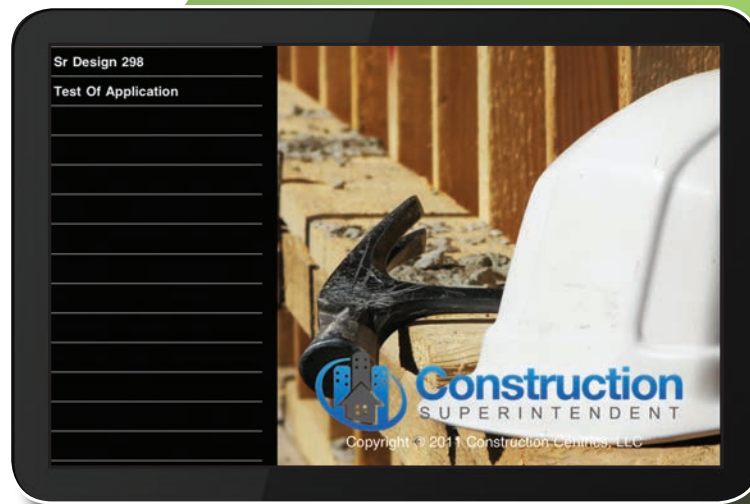 Sr Design 298
Test Of Application
Construction
SUPERINTENDENT
Copyright © 2011 Construction Centrics, LLC